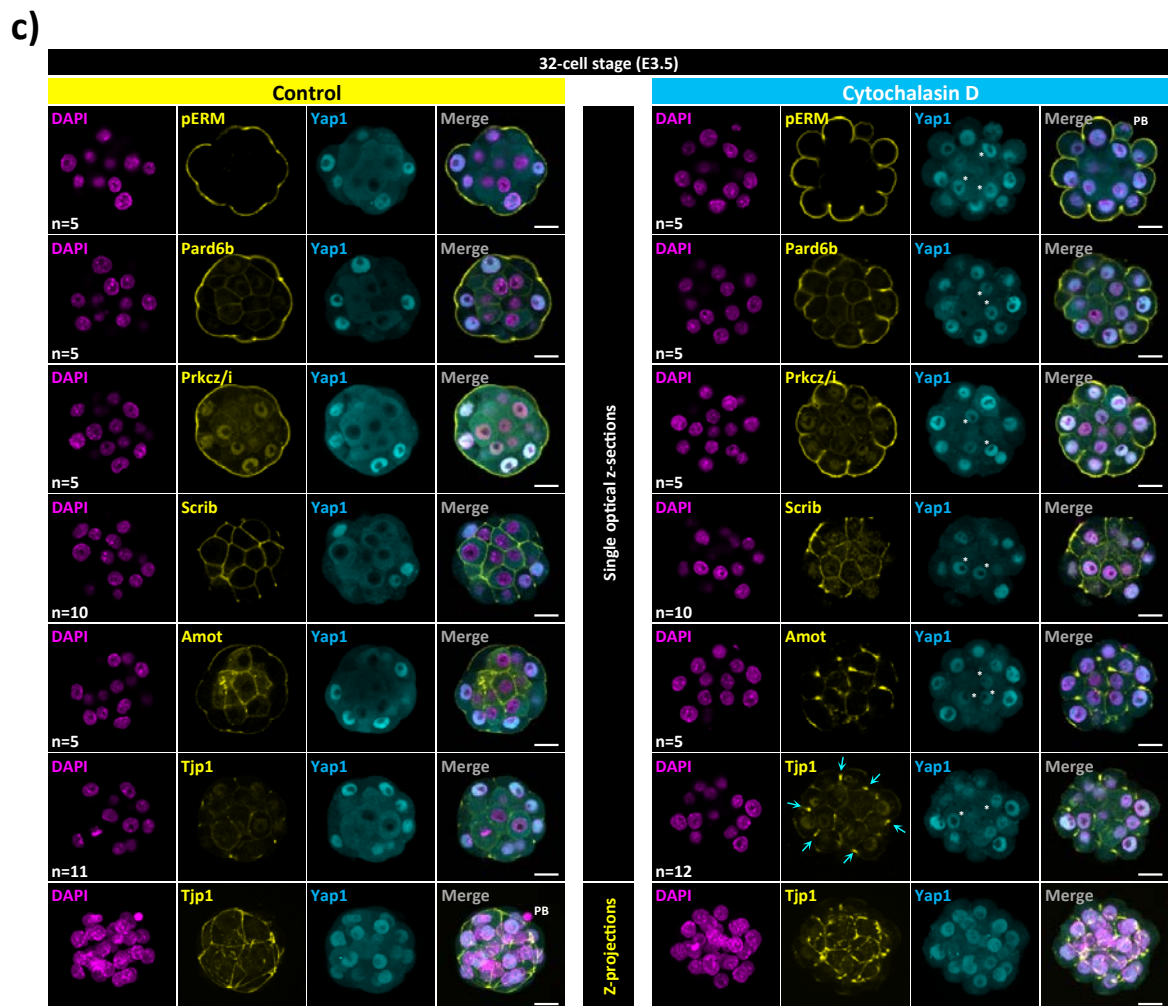 c)
32-cell stage (E3.5)
Control
Cytochalasin D
DAPI pERM Yap1 Merge
n=5
DAPI pERM Yap1 Merge PB
* * * *
n=5
DAPI Pard6b Yap1 Merge
n=5
DAPI Pard6b Yap1 Merge
* *
n=5
DAPI Prkcz/i Yap1 Merge
n=5
DAPI Prkcz/i Yap1 Merge
* *
n=5
Single optical z-sections
DAPI Scrib Yap1 Merge
n=10
DAPI Scrib Yap1 Merge
* *
n=10
DAPI Amot Yap1 Merge
n=5
DAPI Amot Yap1 Merge
* * *
n=5
DAPI Tjp1 Yap1 Merge
n=11
DAPI Tjp1 Yap1 Merge
* *
n=12
DAPI Tjp1 Yap1 Merge
PB
Z-projections
DAPI Tjp1 Yap1 Merge